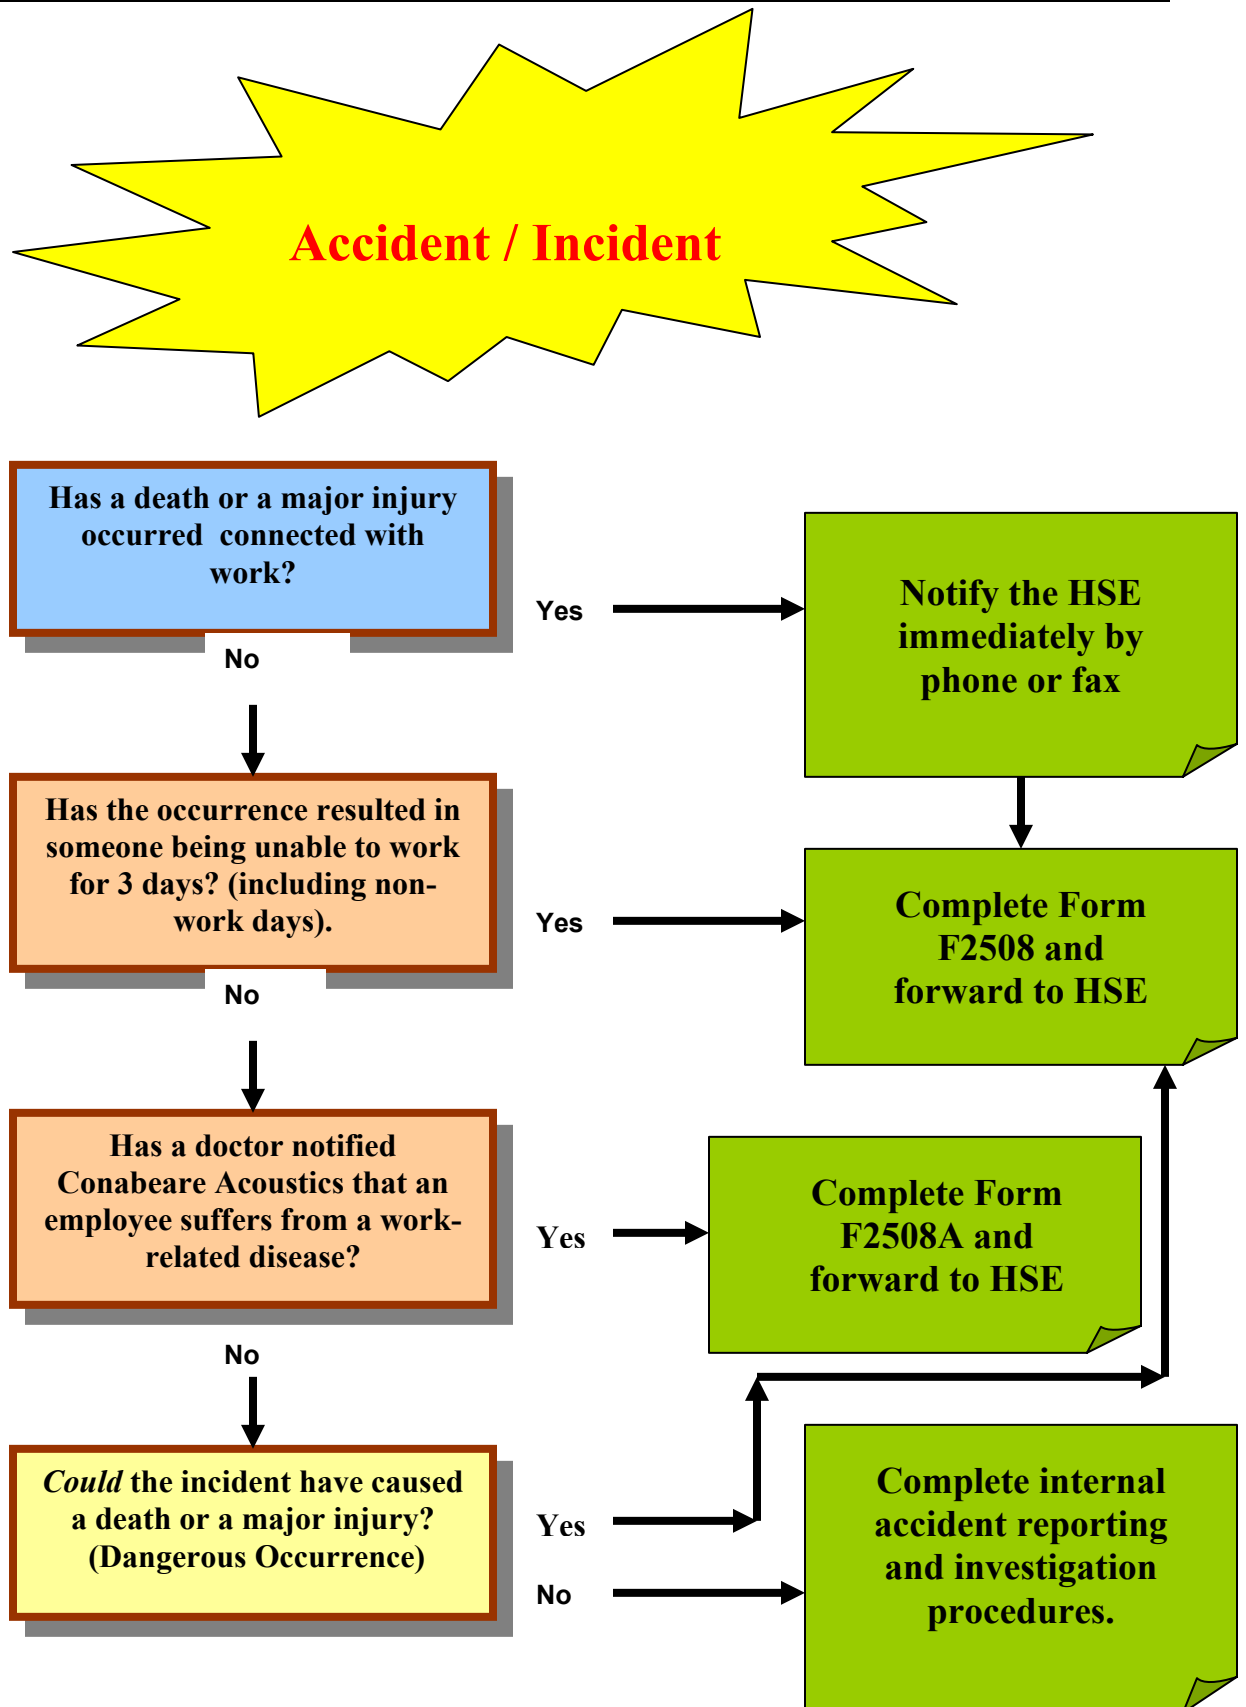 Accident / Incident
Has a death or a major injury
occurred connected with
work?
Yes
Notify the HSE
immediately by
phone or fax
No
Has the occurrence resulted in
someone being unable to work
for 3 days? (including non-
work days).
Yes
Complete Form
F2508 and
forward to HSE
No
Has a doctor notified
Conabeare Acoustics that an
employee suffers from a work-
related disease?
Yes
Complete Form
F2508A and
forward to HSE
No
Could the incident have caused
a death or a major injury?
(Dangerous Occurrence)
Yes
No
Complete internal
accident reporting
and investigation
procedures.